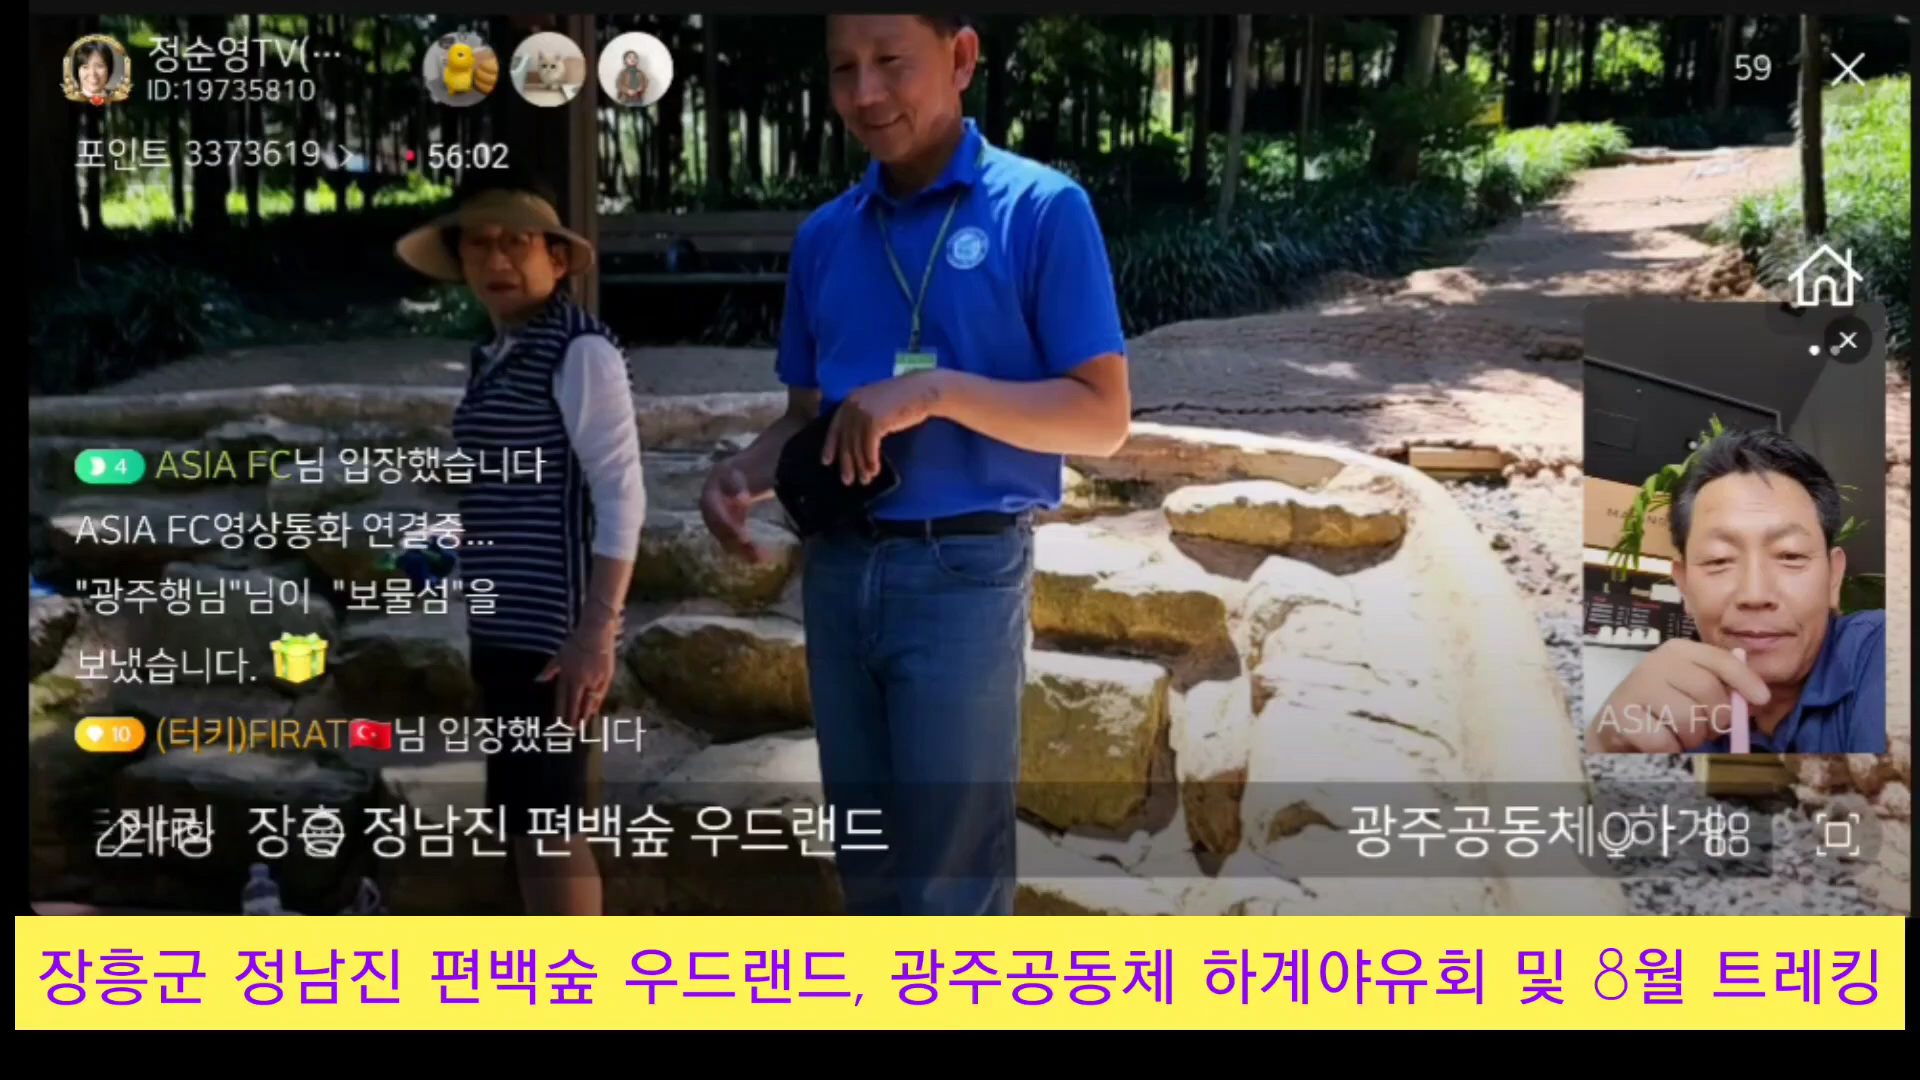 정순영TV(...
ID:19735810
59
포인트 3373619 >
56:02
4 ASIA FC님 입장했습니다
ASIA FC영상통화 연결중...
"광주행님"님이 "보물섬"을
보냈습니다.
10 (터키)FIRAT🇹🇷님 입장했습니다
ASIA FC
장흥 정남진 편백숲 우드랜드
광주공동체 하계
장흥군 정남진 편백숲 우드랜드, 광주공동체 하계야유회 및 8월 트레킹